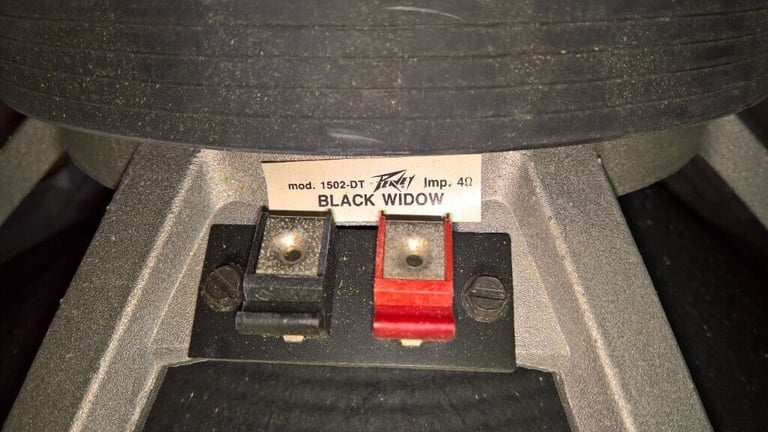 mod. 1502-DT PEAVEY Imp. 4Ω
BLACK WIDOW